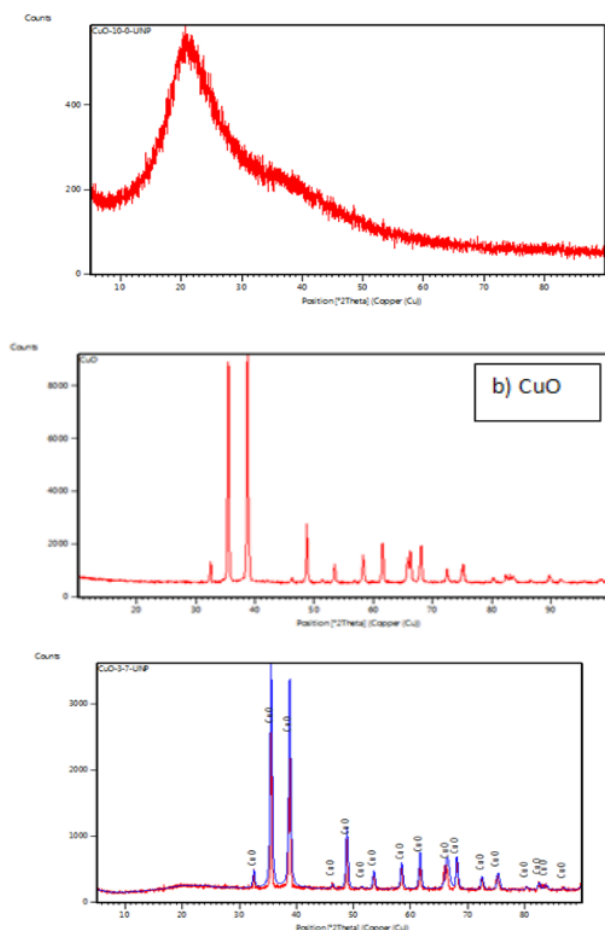 Counts
CuO-10-0-UNP
400
200
0
10 20 30 40 50 60 70 80
Position [°2Theta] (Copper (Cu))
Counts
CuO
b) CuO
8000
6000
4000
2000
0
20 30 40 50 60 70 80 90
Position [°2Theta] (Copper (Cu))
Counts
CuO-3-7-UNP
3000
2000
1000
0
CuO CuO CuO CuO CuO CuO CuO CuO CuO CuO CuO CuO CuO CuO CuO CuO CuO
10 20 30 40 50 60 70 80
Position [°2Theta] (Copper (Cu))